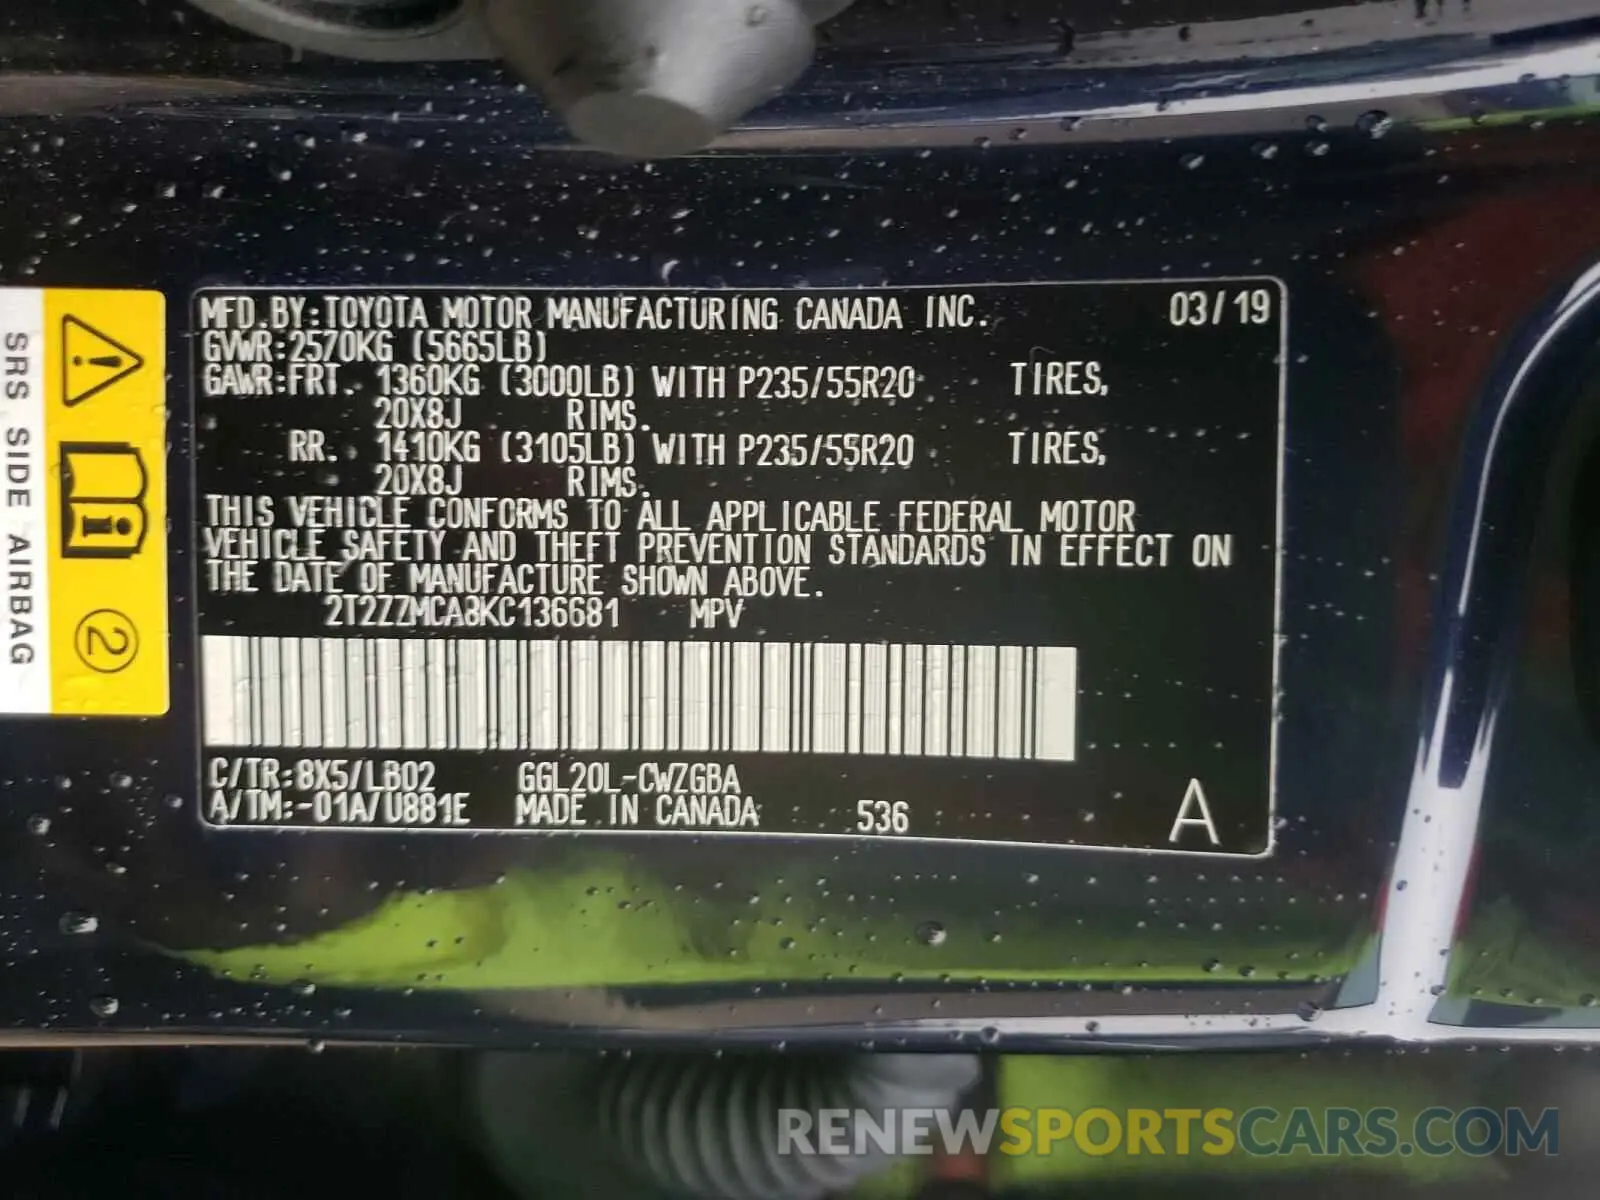 MFD.BY:TOYOTA MOTOR MANUFACTURING CANADA INC. 03/19
GVWR:2570KG (5665LB)
GAWR:FRT. 1360KG (3000LB) WITH P235/55R20 TIRES,
20X8J RIMS.
RR. 1410KG (3105LB) WITH P235/55R20 TIRES,
20X8J RIMS.
THIS VEHICLE CONFORMS TO ALL APPLICABLE FEDERAL MOTOR
VEHICLE SAFETY AND THEFT PREVENTION STANDARDS IN EFFECT ON
THE DATE OF MANUFACTURE SHOWN ABOVE.
2T2ZZMCA8KC136681 MPV
C/TR:8X5/LB02 GGL20L-CWZGBA
A/TM:-01A/U881E MADE IN CANADA 536 A
SRS SIDE AIRBAG
2
RENEWSPORTSCARS.COM